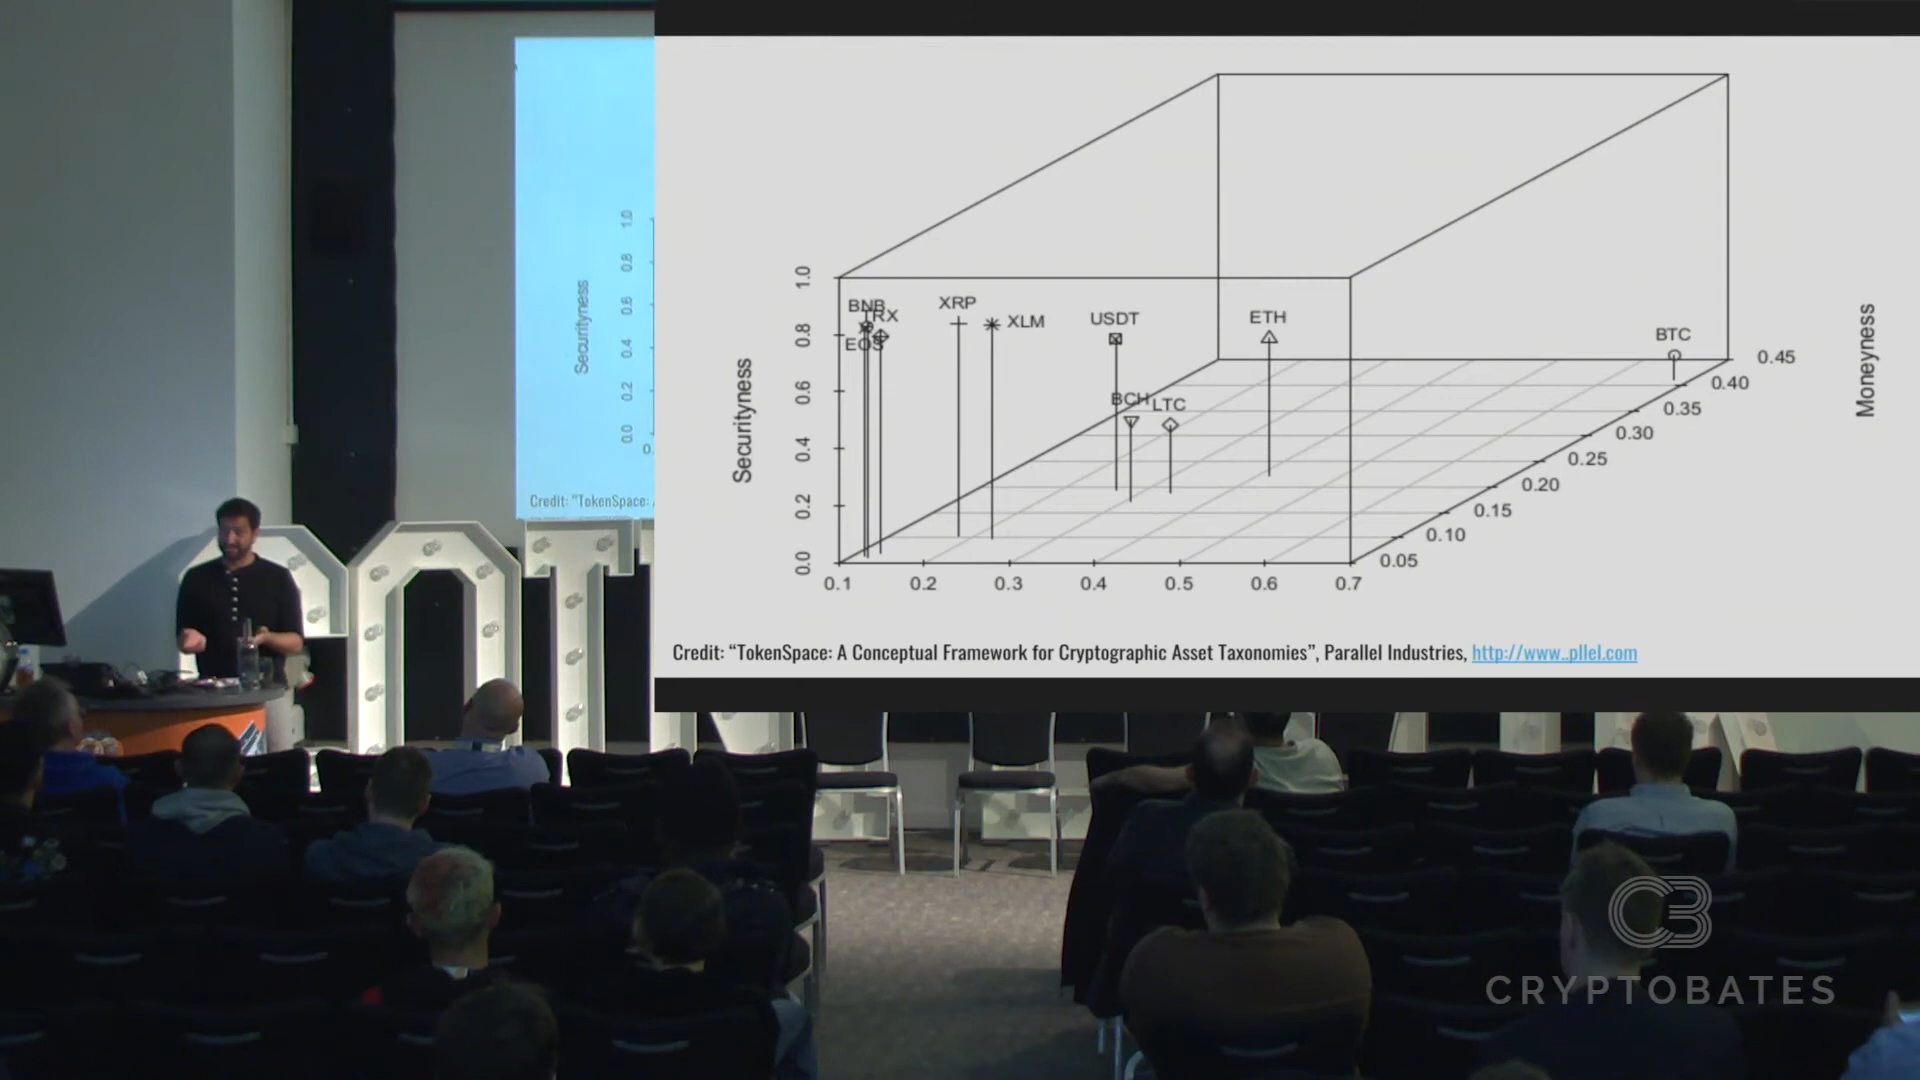 1.0
0.8
0.6
0.4
0.2
0.0
Securityness
0.
Credit: "TokenSpace:
1.0
0.8
0.6
0.4
0.2
0.0
Securityness
BNB
TRX
EOS
XRP
XLM
USDT
BCH
LTC
ETH
BTC
0.1 0.2 0.3 0.4 0.5 0.6 0.7
0.45
0.40
0.35
0.30
0.25
0.20
0.15
0.10
0.05
Moneyness
Credit: “TokenSpace: A Conceptual Framework for Cryptographic Asset Taxonomies”, Parallel Industries, http://www..pllel.com
C3
CRYPTOBATES